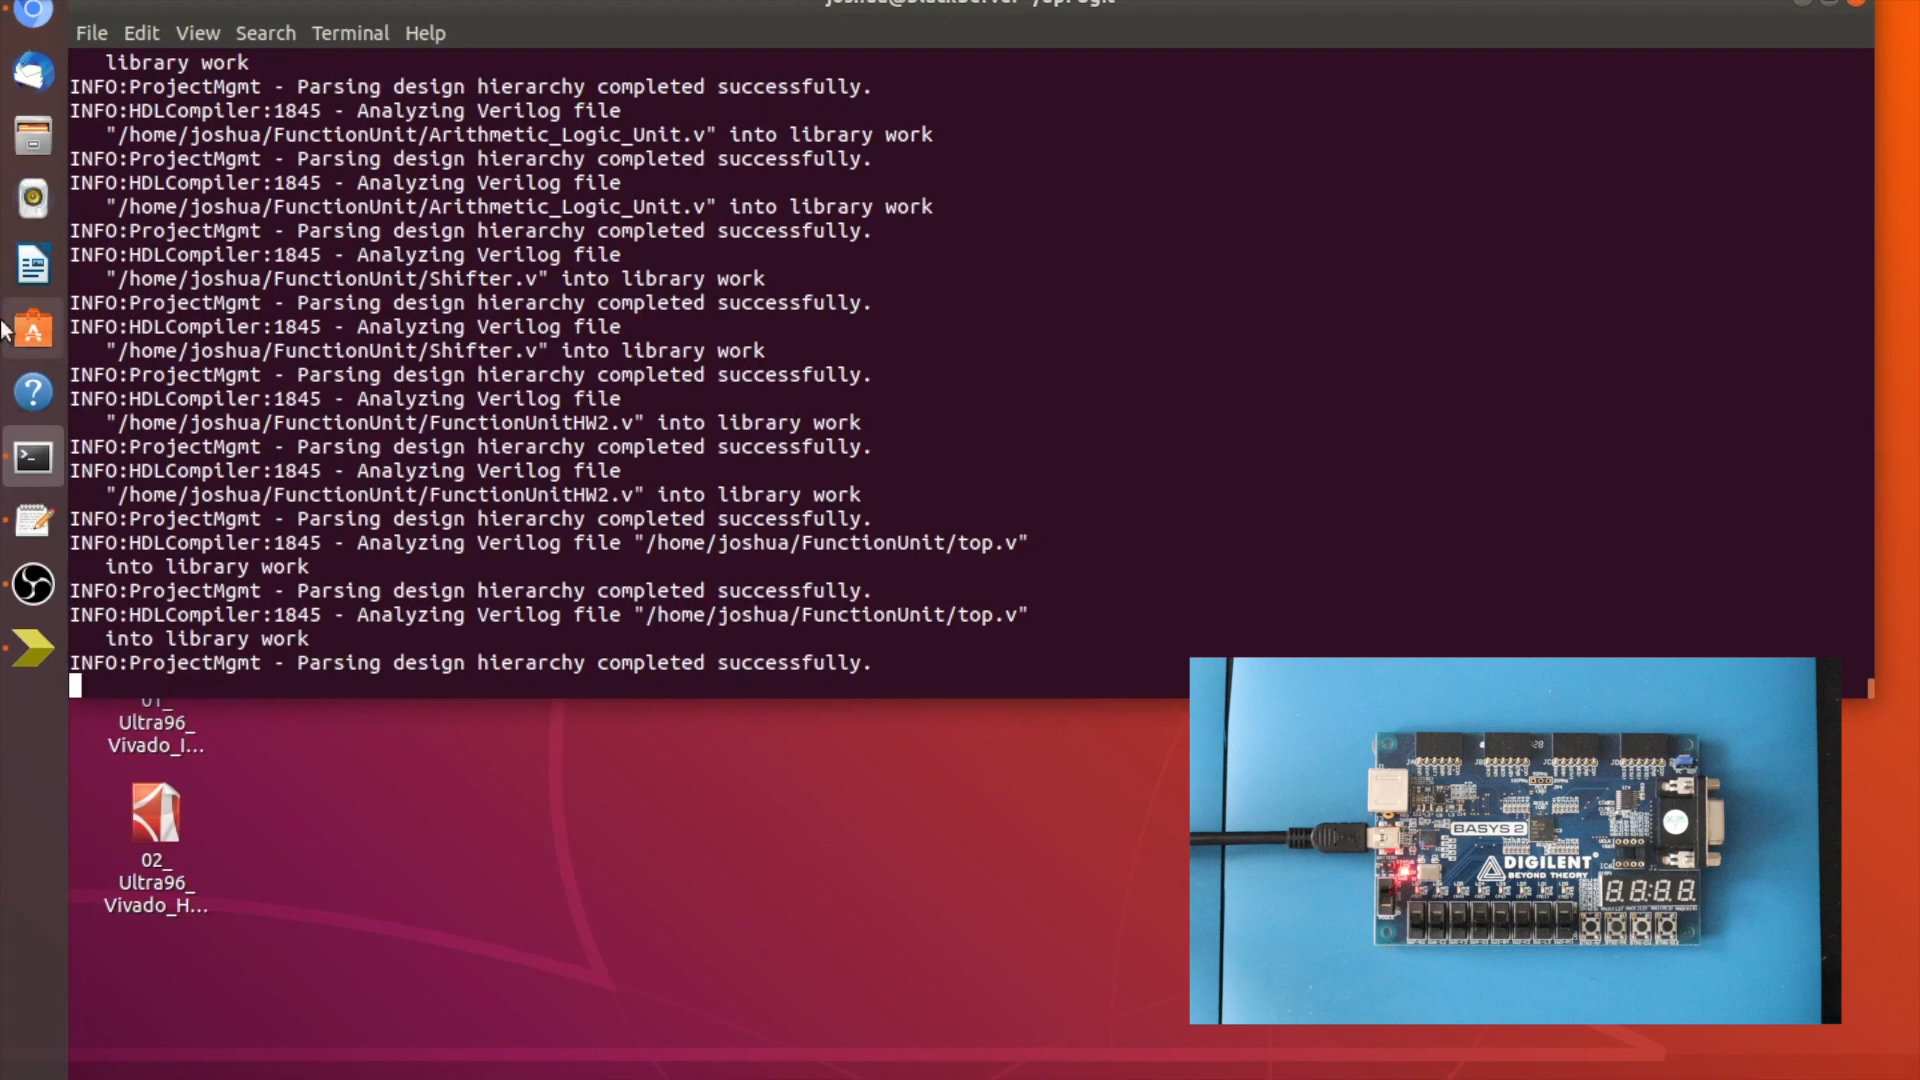 File Edit View Search Terminal Help
library work
INFO:ProjectMgmt - Parsing design hierarchy completed successfully.
INFO:HDLCompiler:1845 - Analyzing Verilog file
"/home/joshua/FunctionUnit/Arithmetic_Logic_Unit.v" into library work
INFO:ProjectMgmt - Parsing design hierarchy completed successfully.
INFO:HDLCompiler:1845 - Analyzing Verilog file
"/home/joshua/FunctionUnit/Arithmetic_Logic_Unit.v" into library work
INFO:ProjectMgmt - Parsing design hierarchy completed successfully.
INFO:HDLCompiler:1845 - Analyzing Verilog file
"/home/joshua/FunctionUnit/Shifter.v" into library work
INFO:ProjectMgmt - Parsing design hierarchy completed successfully.
INFO:HDLCompiler:1845 - Analyzing Verilog file
"/home/joshua/FunctionUnit/Shifter.v" into library work
INFO:ProjectMgmt - Parsing design hierarchy completed successfully.
INFO:HDLCompiler:1845 - Analyzing Verilog file
"/home/joshua/FunctionUnit/FunctionUnitHW2.v" into library work
INFO:ProjectMgmt - Parsing design hierarchy completed successfully.
INFO:HDLCompiler:1845 - Analyzing Verilog file
"/home/joshua/FunctionUnit/FunctionUnitHW2.v" into library work
INFO:ProjectMgmt - Parsing design hierarchy completed successfully.
INFO:HDLCompiler:1845 - Analyzing Verilog file "/home/joshua/FunctionUnit/top.v"
into library work
INFO:ProjectMgmt - Parsing design hierarchy completed successfully.
INFO:HDLCompiler:1845 - Analyzing Verilog file "/home/joshua/FunctionUnit/top.v"
into library work
INFO:ProjectMgmt - Parsing design hierarchy completed successfully.
01_
Ultra96_
Vivado_I...
02_
Ultra96_
Vivado_H...
BASYS 2
DIGILENT
BEYOND THEORY